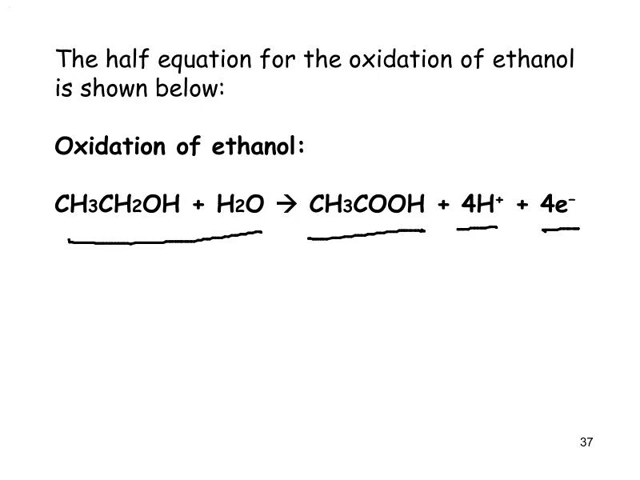 The half equation for the oxidation of ethanol
is shown below:
Oxidation of ethanol:
CH3CH2OH + H2O → CH3COOH + 4H⁺ + 4e⁻
37